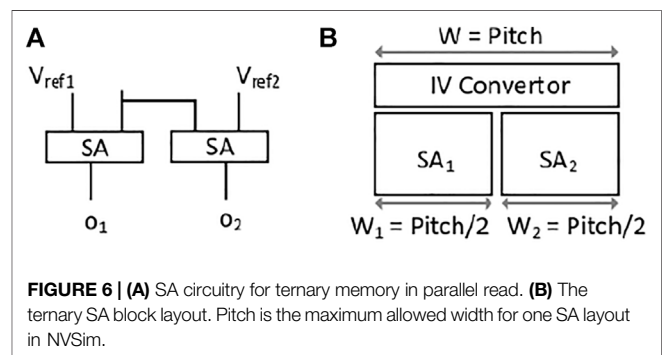 A
V_ref1
V_ref2
SA
SA
o_1
o_2
B
W = Pitch
IV Convertor
SA_1
SA_2
W_1 = Pitch/2
W_2 = Pitch/2
FIGURE 6 | (A) SA circuitry for ternary memory in parallel read. (B) The
ternary SA block layout. Pitch is the maximum allowed width for one SA layout
in NVSim.